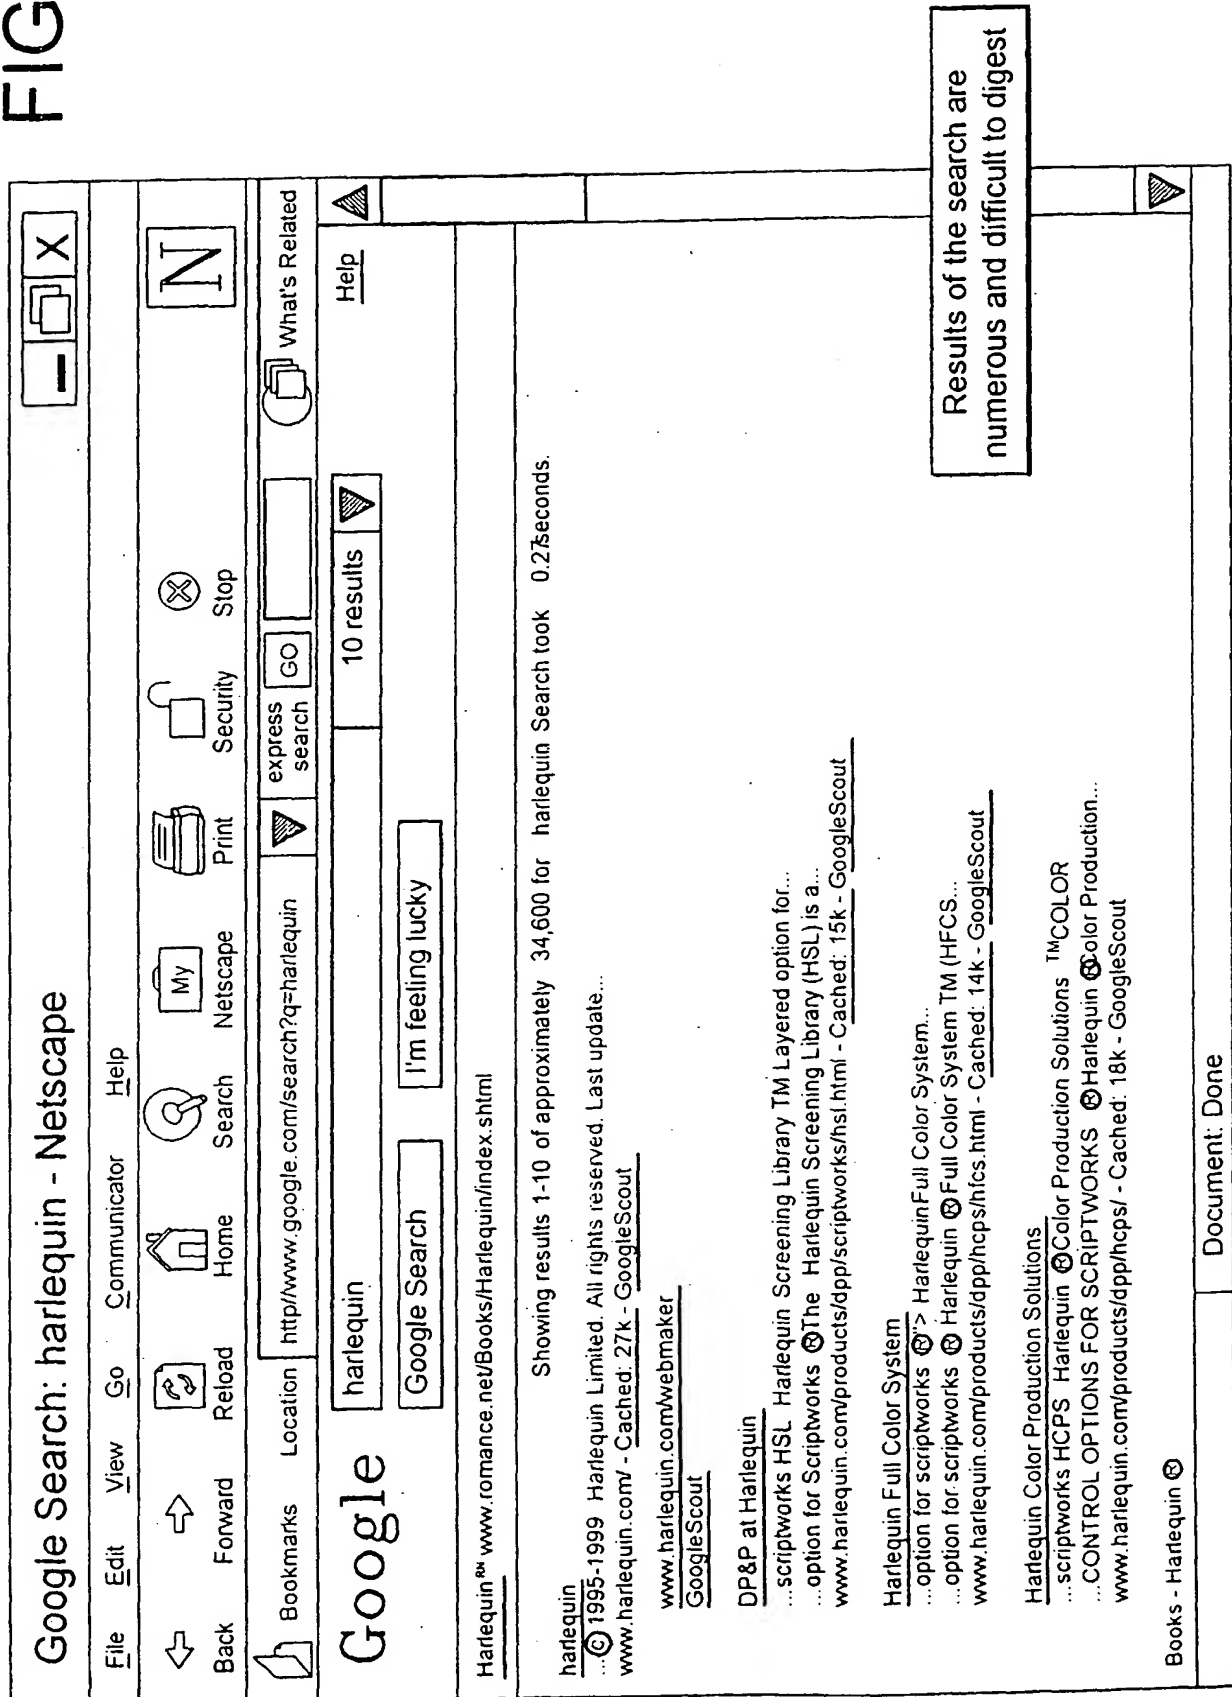 FIG
Google Search: harlequin - Netscape
X
File Edit View Go Communicator Help
My
N
Back Forward Reload Home Search Netscape Print Security Stop
Bookmarks Location http//www.google.com/search?q=harlequin express search GO What's Related
Google harlequin 10 results Help
Google Search I'm feeling lucky
Harlequin www.romance.net/Books/Harlequin/index.shtml
Showing results 1-10 of approximately 34,600 for harlequin Search took 0.27seconds.
harlequin
...© 1995-1999 Harlequin Limited. All rights reserved. Last update...
www.harlequin.com/ - Cached: 27k - GoogleScout
www.harlequin.com/webmaker
GoogleScout
DP&P at Harlequin
...scriptworks HSL Harlequin Screening Library TM Layered option for...
...option for Scriptworks ®The Harlequin Screening Library (HSL) is a...
www.harlequin.com/products/dpp/scriptworks/hsl.html - Cached: 15k - GoogleScout
Harlequin Full Color System
...option for scriptworks ®"> Harlequin Full Color System...
...option for scriptworks ® Harlequin ® Full Color System TM (HFCS...
www.harlequin.com/products/dpp/hcps/hfcs.html - Cached: 14k - GoogleScout
Harlequin Color Production Solutions
...scriptworks HCPS Harlequin ®Color Production Solutions ™COLOR
...CONTROL OPTIONS FOR SCRIPTWORKS ®Harlequin ®Color Production...
www.harlequin.com/products/dpp/hcps/ - Cached: 18k - GoogleScout
Books - Harlequin ®
Results of the search are
numerous and difficult to digest
Document: Done